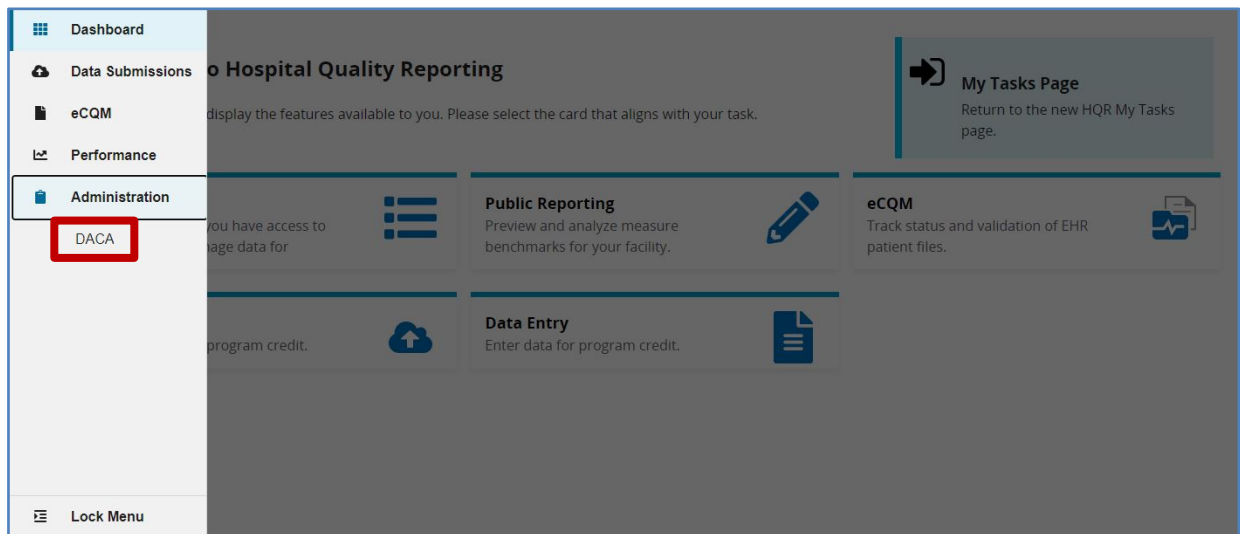 Dashboard
Data Submissions
eCQM
Performance
Administration
DACA
Lock Menu
o Hospital Quality Reporting
display the features available to you. Please select the card that aligns with your task.
My Tasks Page
Return to the new HQR My Tasks
page.
you have access to
nage data for
Public Reporting
Preview and analyze measure
benchmarks for your facility.
eCQM
Track status and validation of EHR
patient files.
program credit.
Data Entry
Enter data for program credit.